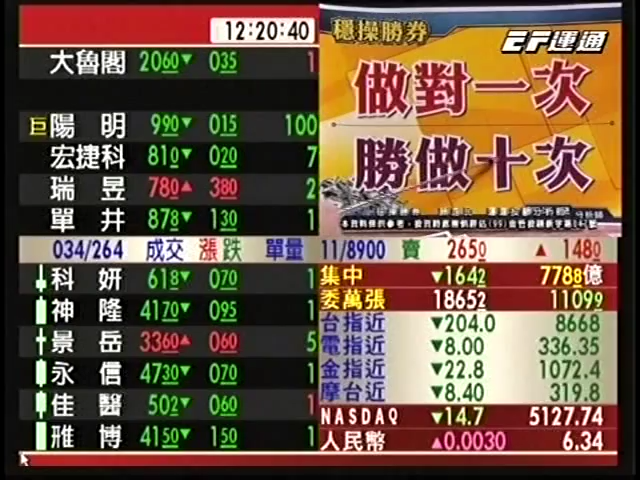 12:20:40
大魯閣 2060▼ 035 1
巨陽 明 990▼ 015 100
宏捷科 810▼ 020 7
瑞 昱 780▲ 380 2
單 井 878▼ 130 1
034/264 成交 漲跌 單量
科 妍 618▼ 070 1
神 隆 4170▼ 095 1
景 岳 3360▲ 060 5
永 信 4730▼ 070 1
佳 醫 502▼ 060 1
雅 博 4150▼ 150 1
穩操勝券
EF運通
做對一次
勝做十次
11/8900 賣 2650 ▲ 1480
集中 ▼1642 7788億
委萬張 18652 11099
台指近 ▼204.0 8668
電指近 ▼8.00 336.35
金指近 ▼22.8 1072.4
摩台近 ▼8.40 319.8
NASDAQ ▼14.7 5127.74
人民幣 ▲0.0030 6.34